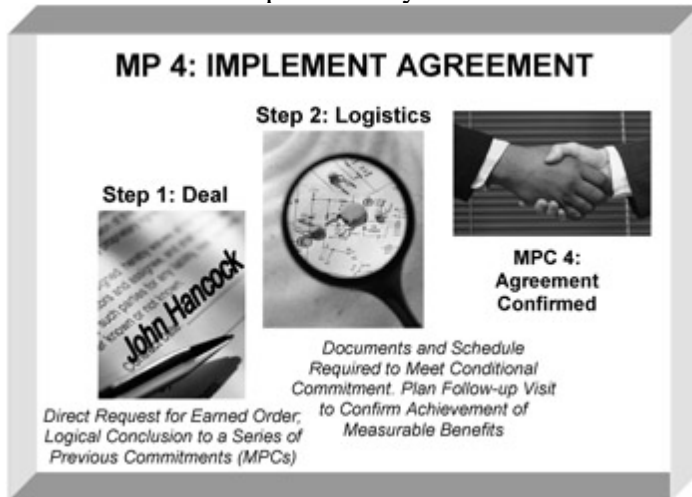 MP 4: IMPLEMENT AGREEMENT
Step 1: Deal
John Hancock
Direct Request for Earned Order;
Logical Conclusion to a Series of
Previous Commitments (MPCs)
Step 2: Logistics
Documents and Schedule
Required to Meet Conditional
Commitment. Plan Follow-up Visit
to Confirm Achievement of
Measurable Benefits
MPC 4:
Agreement
Confirmed